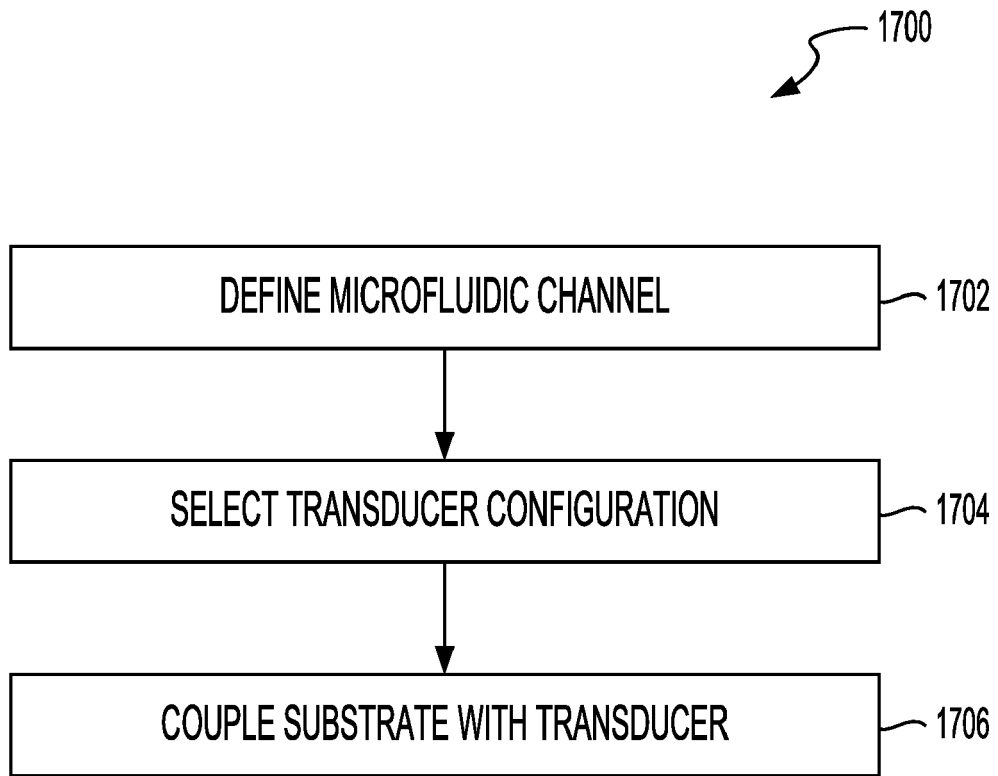 1700
DEFINE MICROFLUIDIC CHANNEL
1702
SELECT TRANSDUCER CONFIGURATION
1704
COUPLE SUBSTRATE WITH TRANSDUCER
1706